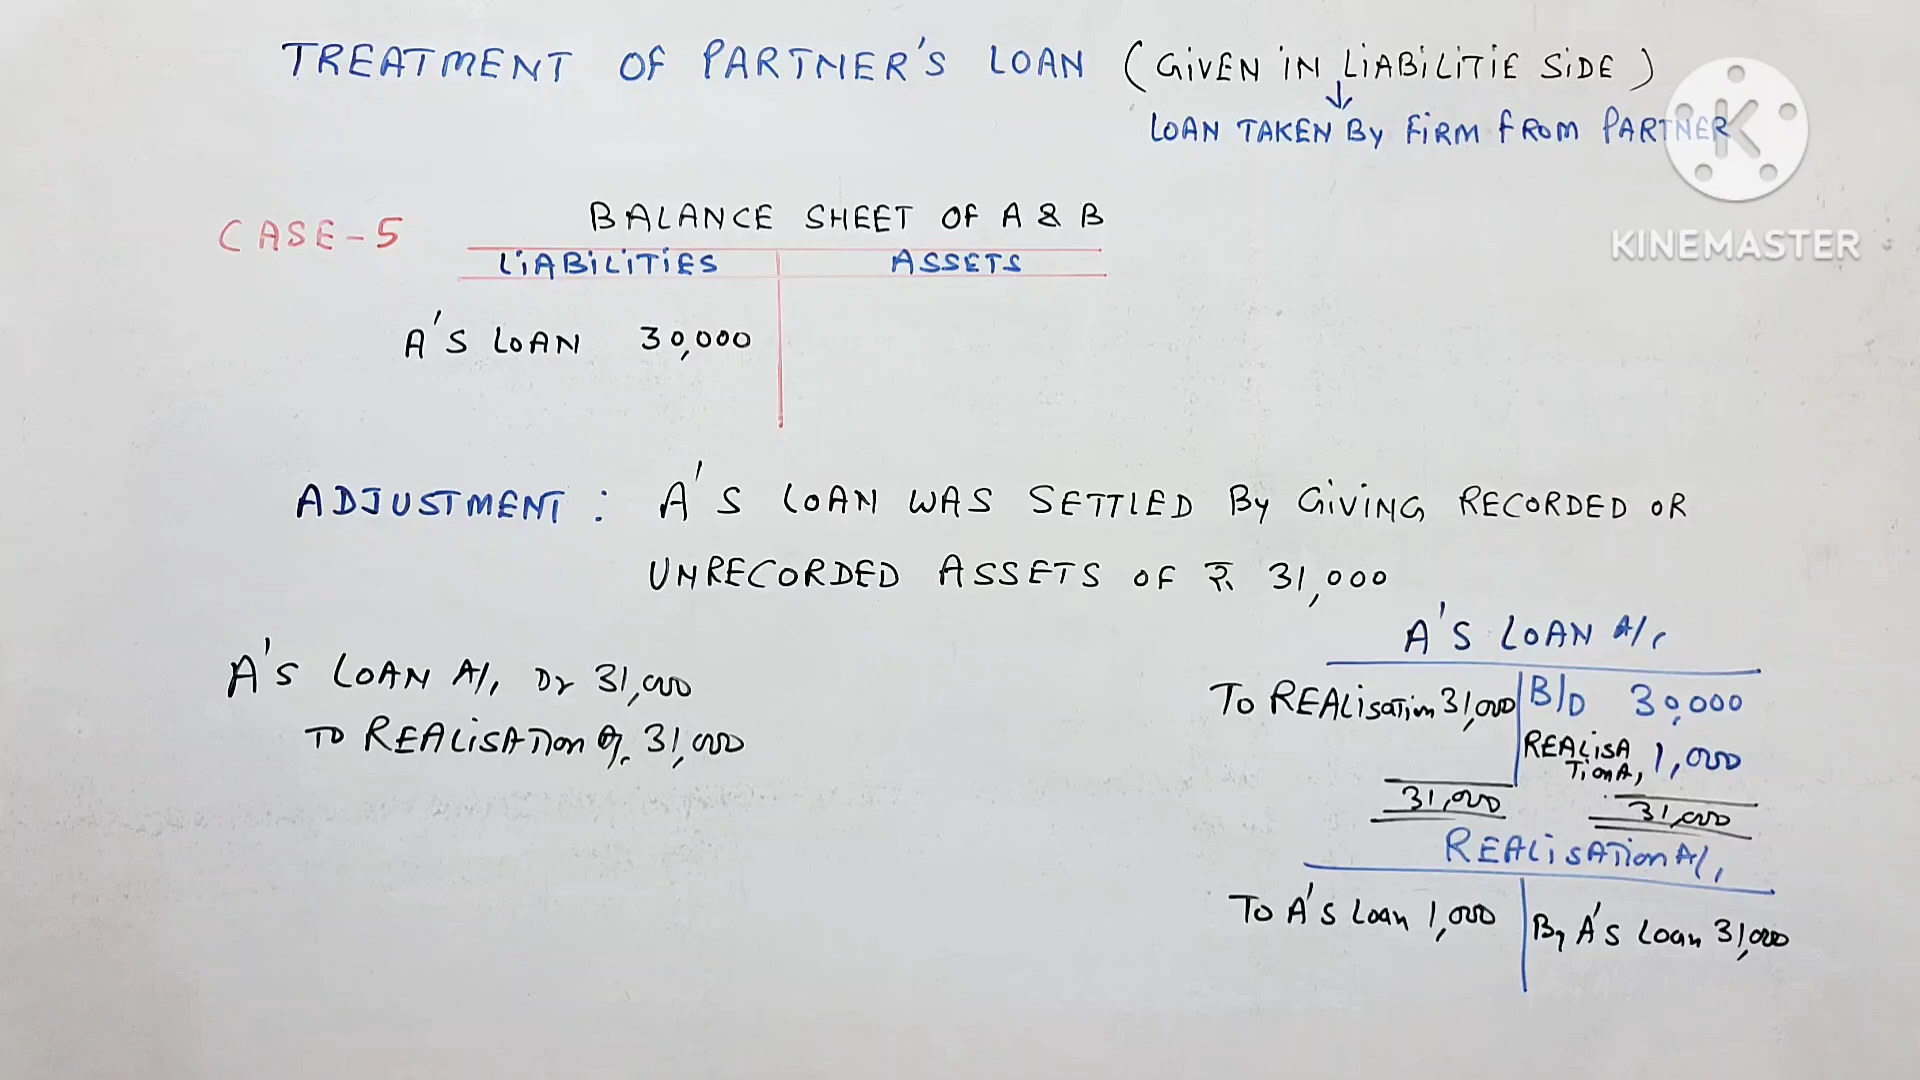 TREATMENT OF PARTNER'S LOAN (GIVEN IN LIABILITIE SIDE)
LOAN TAKEN By FIRM FROM PARTNER
K
KINEMASTER
CASE-5
BALANCE SHEET OF A & B
LIABILITIES ASSETS
A'S LOAN 30,000
ADJUSTMENT : A'S LOAN WAS SETTLED By GIVING RECORDED OR
UNRECORDED ASSETS OF ₹ 31,000
A'S LOAN A/c Dr 31,000
TO REALISATION A/c 31,000
A'S LOAN A/c
To REALISATION 31,000 B/D 30,000
REALISA
TION A/c 1,000
31,000 31,000
REALISATION A/c
To A'S Loan 1,000 By A'S Loan 31,000